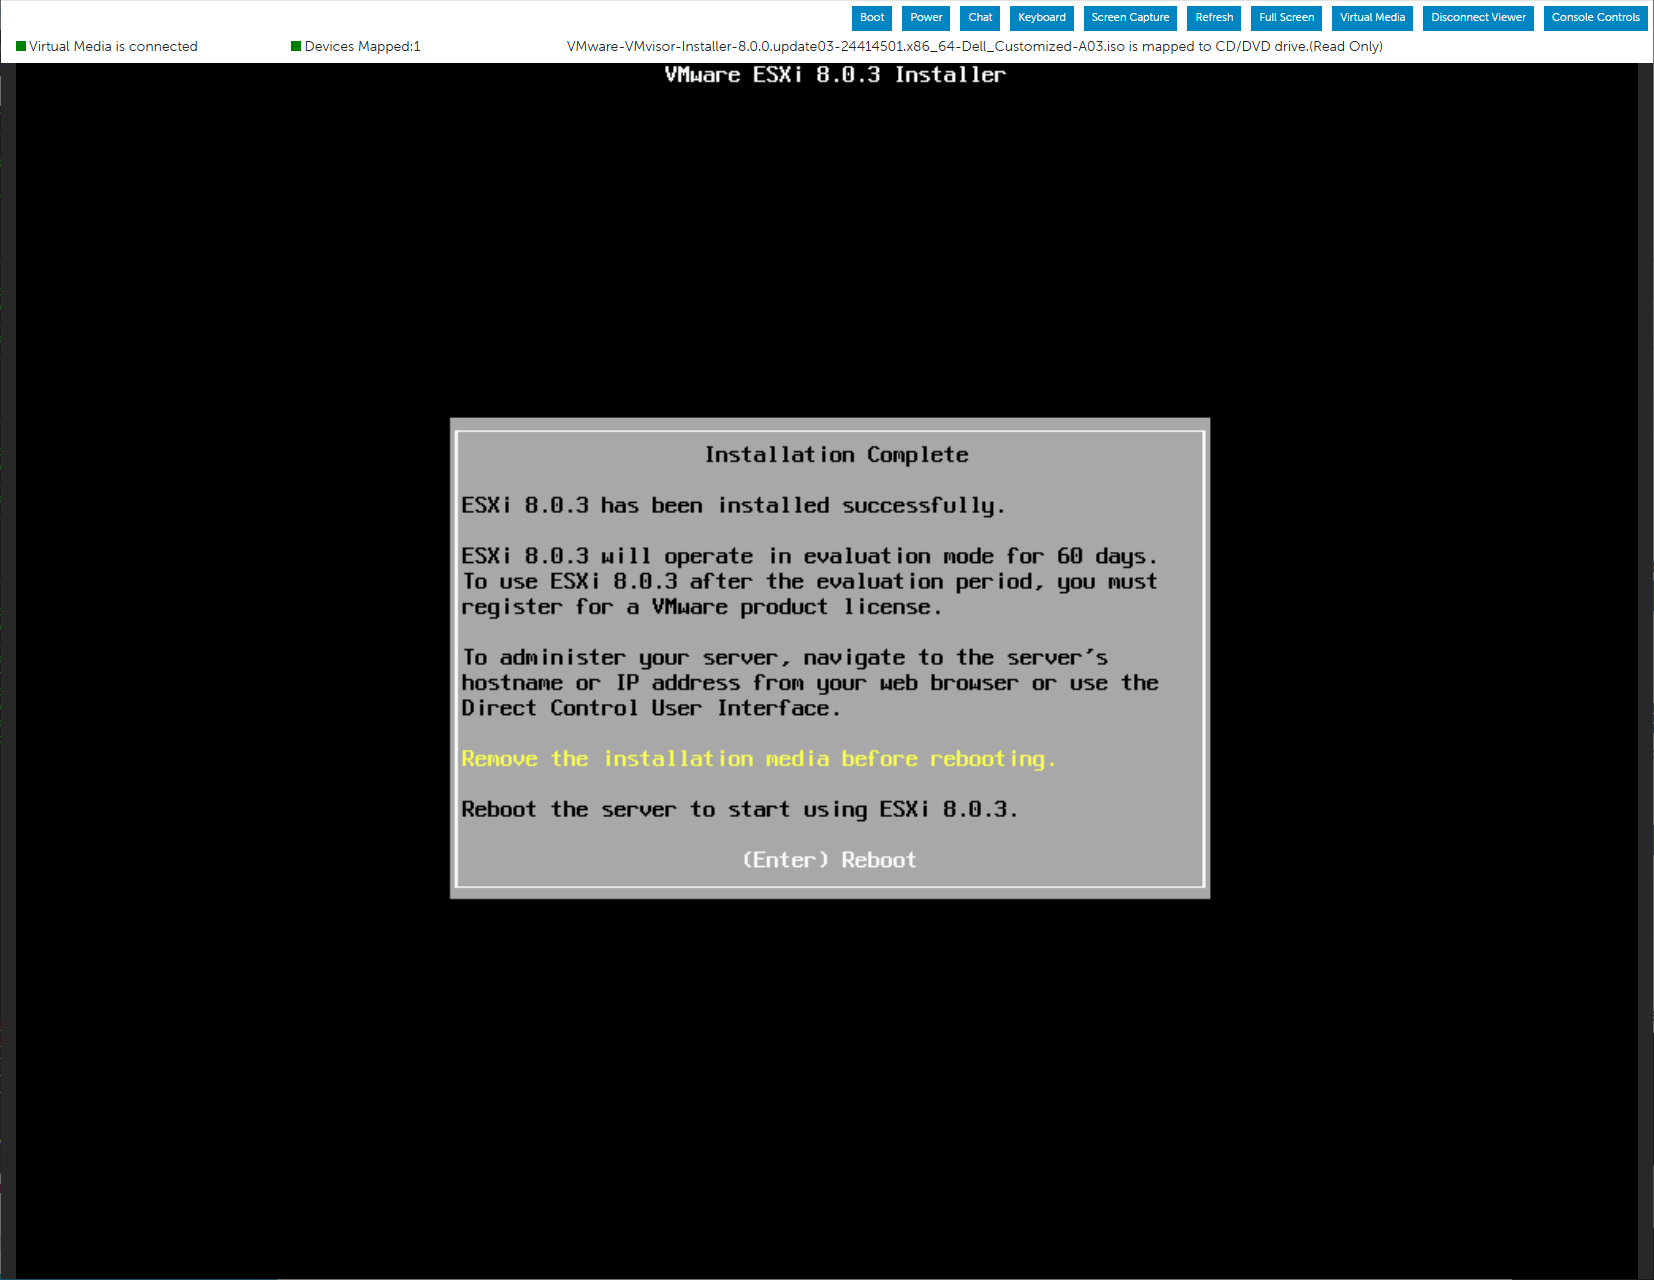 Boot Power Chat Keyboard Screen Capture Refresh Full Screen Virtual Media Disconnect Viewer Console Controls
Virtual Media is connected Devices Mapped:1 VMware-VMvisor-Installer-8.0.0.update03-24414501.x86_64-Dell_Customized-A03.iso is mapped to CD/DVD drive.(Read Only)
VMware ESXi 8.0.3 Installer
Installation Complete
ESXi 8.0.3 has been installed successfully.
ESXi 8.0.3 will operate in evaluation mode for 60 days.
To use ESXi 8.0.3 after the evaluation period, you must
register for a VMware product license.
To administer your server, navigate to the server's
hostname or IP address from your web browser or use the
Direct Control User Interface.
Remove the installation media before rebooting.
Reboot the server to start using ESXi 8.0.3.
(Enter) Reboot